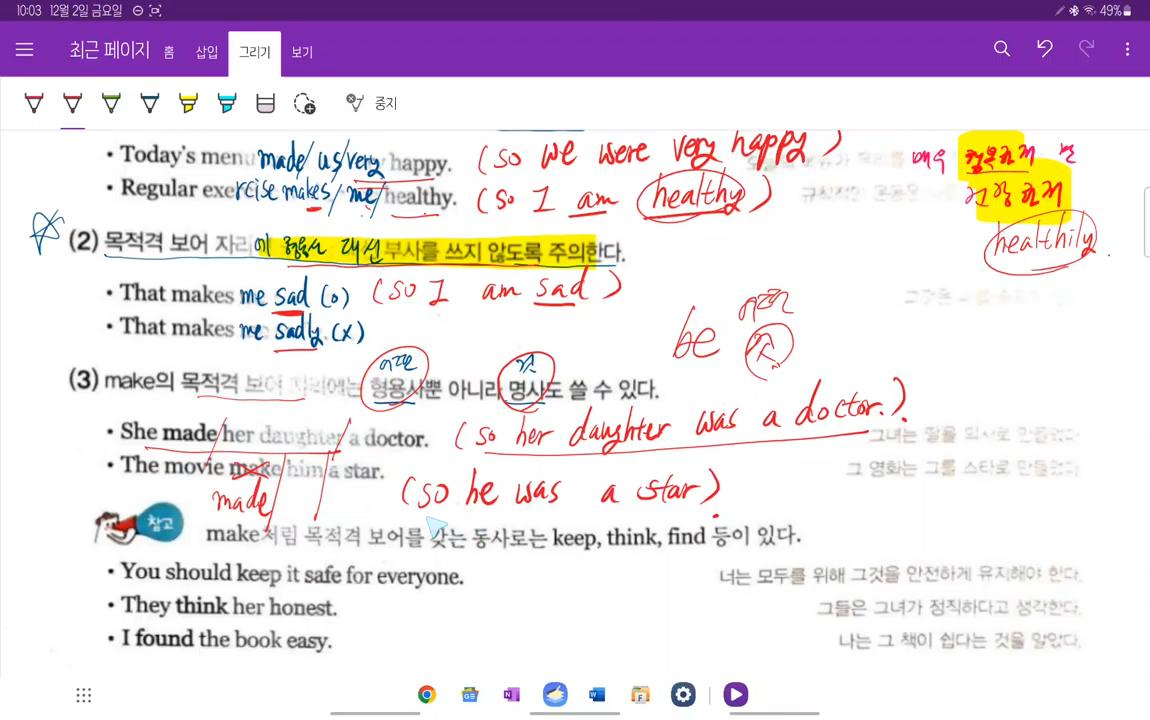 10:03 12월 2일 금요일 49%
최근 페이지 홈 삽입 그리기 보기
중지
• Today's menu made/us/very happy. (so we were very happy)
• Regular exercise makes/me/healthy. (so I am healthy) 건강하게
healthily
(2) 목적격 보어 자리에 형용사 대신 부사를 쓰지 않도록 주의한다.
• That makes me sad (o) (so I am sad)
• That makes me sadly (x)
be
어떤 것
(3) make의 목적격 보어 자리에는 형용사뿐 아니라 명사도 쓸 수 있다.
• She made/her daughter/a doctor. (so her daughter was a doctor.) 그녀는 딸을 의사로 만들었다.
• The movie make him a star. (so he was a star) 그 영화는 그를 스타로 만들었다.
made
참고
make처럼 목적격 보어를 갖는 동사로는 keep, think, find 등이 있다.
• You should keep it safe for everyone. 너는 모두를 위해 그것을 안전하게 유지해야 한다.
• They think her honest. 그들은 그녀가 정직하다고 생각한다.
• I found the book easy. 나는 그 책이 쉽다는 것을 알았다.